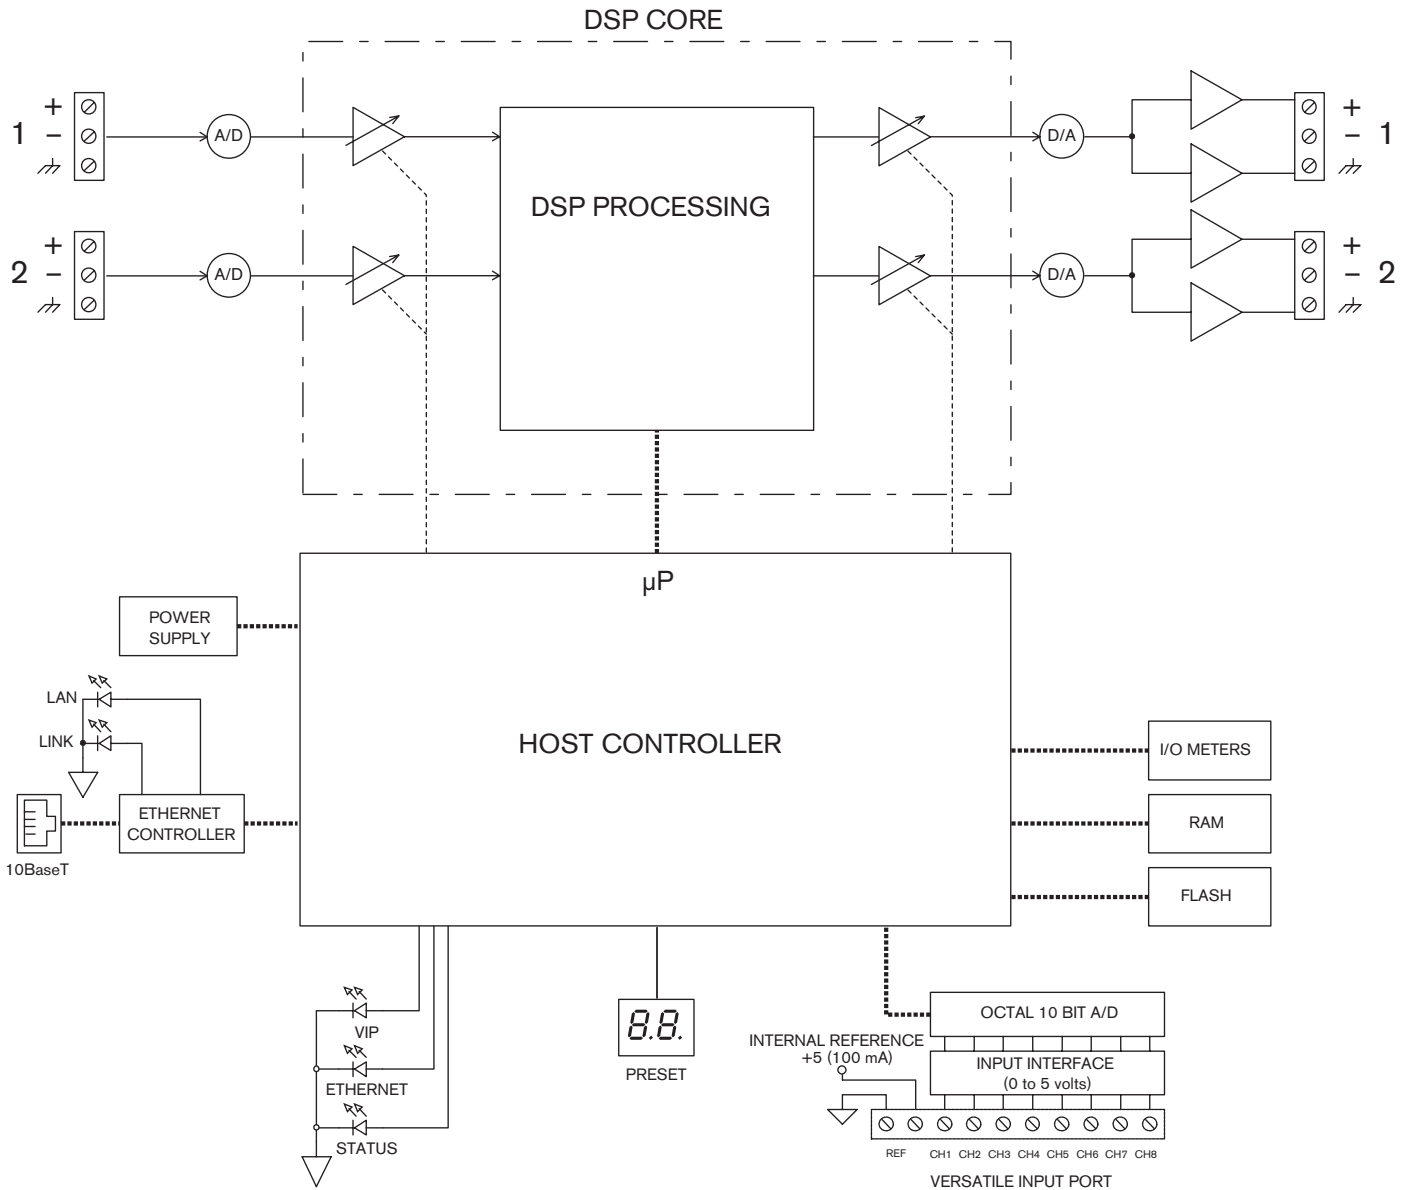 DSP CORE
+
1 −
A/D
D/A
+
− 1
DSP PROCESSING
+
2 −
A/D
D/A
+
− 2
µP
POWER
SUPPLY
LAN
LINK
HOST CONTROLLER
I/O METERS
ETHERNET
CONTROLLER
RAM
10BaseT
FLASH
VIP
ETHERNET
STATUS
8.8.
PRESET
OCTAL 10 BIT A/D
INTERNAL REFERENCE
+5 (100 mA)
INPUT INTERFACE
(0 to 5 volts)
REF CH1 CH2 CH3 CH4 CH5 CH6 CH7 CH8
VERSATILE INPUT PORT